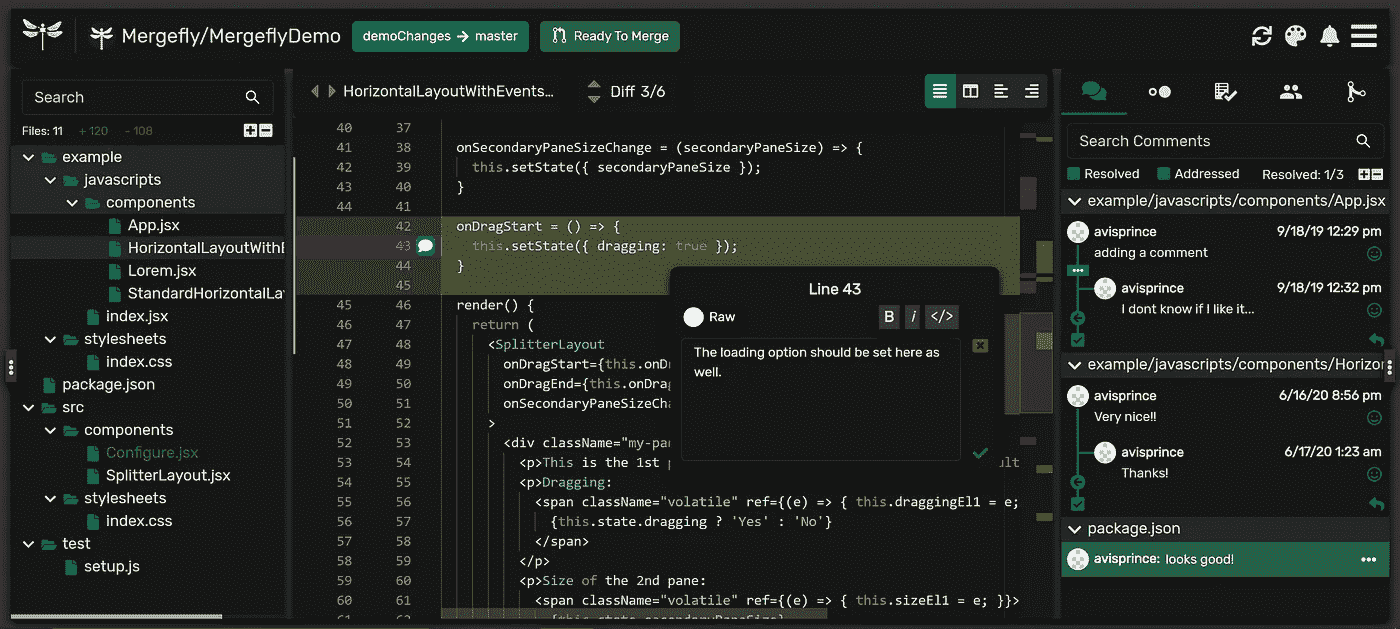 Mergefly/MergeflyDemo
demoChanges → master
Ready To Merge
Search
Files: 11 +120 -108
example
javascripts
components
App.jsx
HorizontalLayoutWithE
Lorem.jsx
StandardHorizontalLa
index.jsx
stylesheets
index.css
package.json
src
components
Configure.jsx
SplitterLayout.jsx
stylesheets
index.css
test
setup.js
HorizontalLayoutWithEvents...
Diff 3/6
40 37
41 38 onSecondaryPaneSizeChange = (secondaryPaneSize) => {
42 39 this.setState({ secondaryPaneSize });
43 40 }
44 41
42 onDragStart = () => {
43 this.setState({ dragging: true });
44 }
45
45 46 render() {
46 47 return (
47 48 <SplitterLayout
48 49 onDragStart={this.onD
49 50 onDragEnd={this.onDrag
50 51 onSecondaryPaneSizeCha
51 52 >
52 53 <div className="my-pa
53 54 <p>This is the 1st ult
54 55 <p>Dragging:
55 56 <span className="volatile" ref={(e) => { this.draggingEl1 = e;
56 57 {this.state.dragging ? 'Yes' : 'No'}
57 58 </span>
58 59 </p>
59 60 <p>Size of the 2nd pane:
60 61 <span className="volatile" ref={(e) => { this.sizeEl1 = e; }}>
61 62 {this.state.secondaryPaneSize}
Line 43
Raw
B i </>
The loading option should be set here as
well.
Search Comments
Resolved Addressed Resolved: 1/3
example/javascripts/components/App.jsx
avisprince 9/18/19 12:29 pm
adding a comment
avisprince 9/18/19 12:32 pm
I dont know if I like it...
example/javascripts/components/Horizor
avisprince 6/16/20 8:56 pm
Very nice!!
avisprince 6/17/20 1:23 am
Thanks!
package.json
avisprince: looks good!